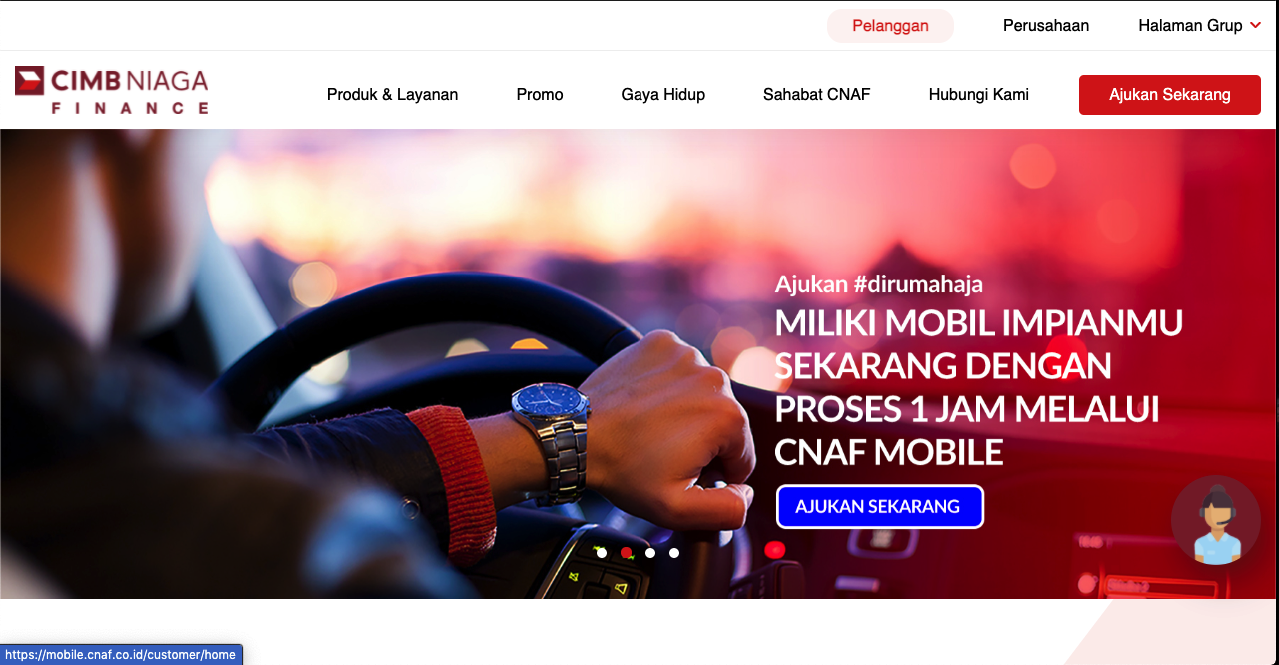 Pelanggan
Perusahaan
Halaman Grup
CIMB NIAGA
FINANCE
Produk & Layanan
Promo
Gaya Hidup
Sahabat CNAF
Hubungi Kami
Ajukan Sekarang
Ajukan #dirumahaja
MILIKI MOBIL IMPIANMU
SEKARANG DENGAN
PROSES 1 JAM MELALUI
CNAF MOBILE
AJUKAN SEKARANG
https://mobile.cnaf.co.id/customer/home